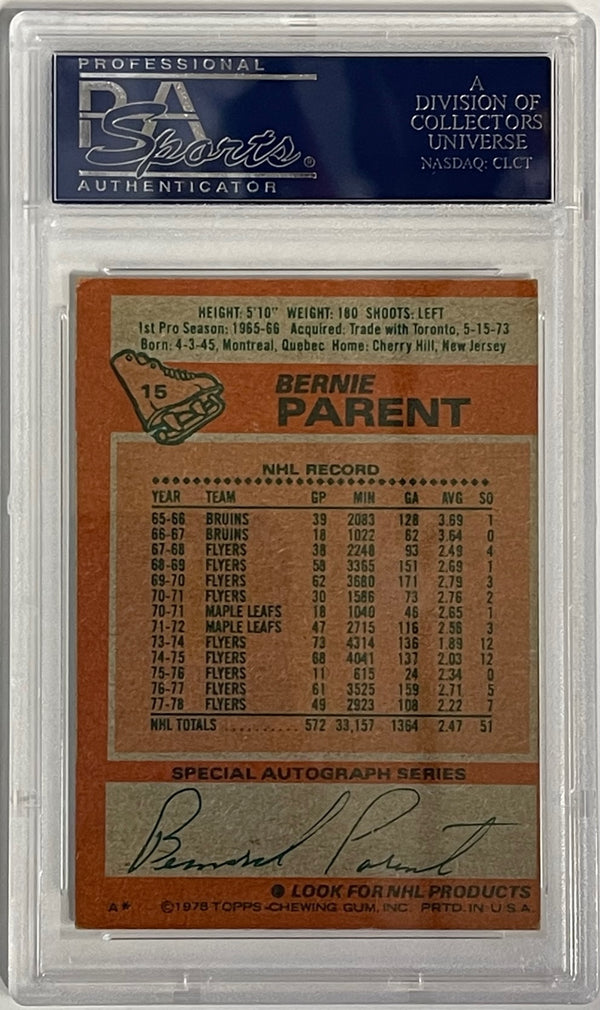 PROFESSIONAL
PSA
Sports®
AUTHENTICATOR
A
DIVISION OF
COLLECTORS
UNIVERSE
NASDAQ: CLCT
HEIGHT: 5'10" WEIGHT: 180 SHOOTS: LEFT
1st Pro Season: 1965-66 Acquired: Trade with Toronto, 5-15-73
Born: 4-3-45, Montreal, Quebec Home: Cherry Hill, New Jersey
15
BERNIE
PARENT
NHL RECORD
YEAR TEAM GP MIN GA AVG SO
65-66 BRUINS 39 2083 128 3.69 1
66-67 BRUINS 18 1022 62 3.64 0
67-68 FLYERS 38 2248 93 2.49 4
68-69 FLYERS 58 3365 151 2.69 1
69-70 FLYERS 62 3680 171 2.79 3
70-71 FLYERS 30 1586 73 2.76 2
70-71 MAPLE LEAFS 18 1040 46 2.65 1
71-72 MAPLE LEAFS 47 2715 116 2.56 3
73-74 FLYERS 73 4314 136 1.89 12
74-75 FLYERS 68 4041 137 2.03 12
75-76 FLYERS 11 615 24 2.34 0
76-77 FLYERS 61 3525 159 2.71 5
77-78 FLYERS 49 2923 108 2.22 7
NHL TOTALS .......... 572 33,157 1364 2.47 51
SPECIAL AUTOGRAPH SERIES
Bernard Parent
● LOOK FOR NHL PRODUCTS
A* ©1978 TOPPS-CHEWING GUM, INC. PRTD. IN U.S.A.